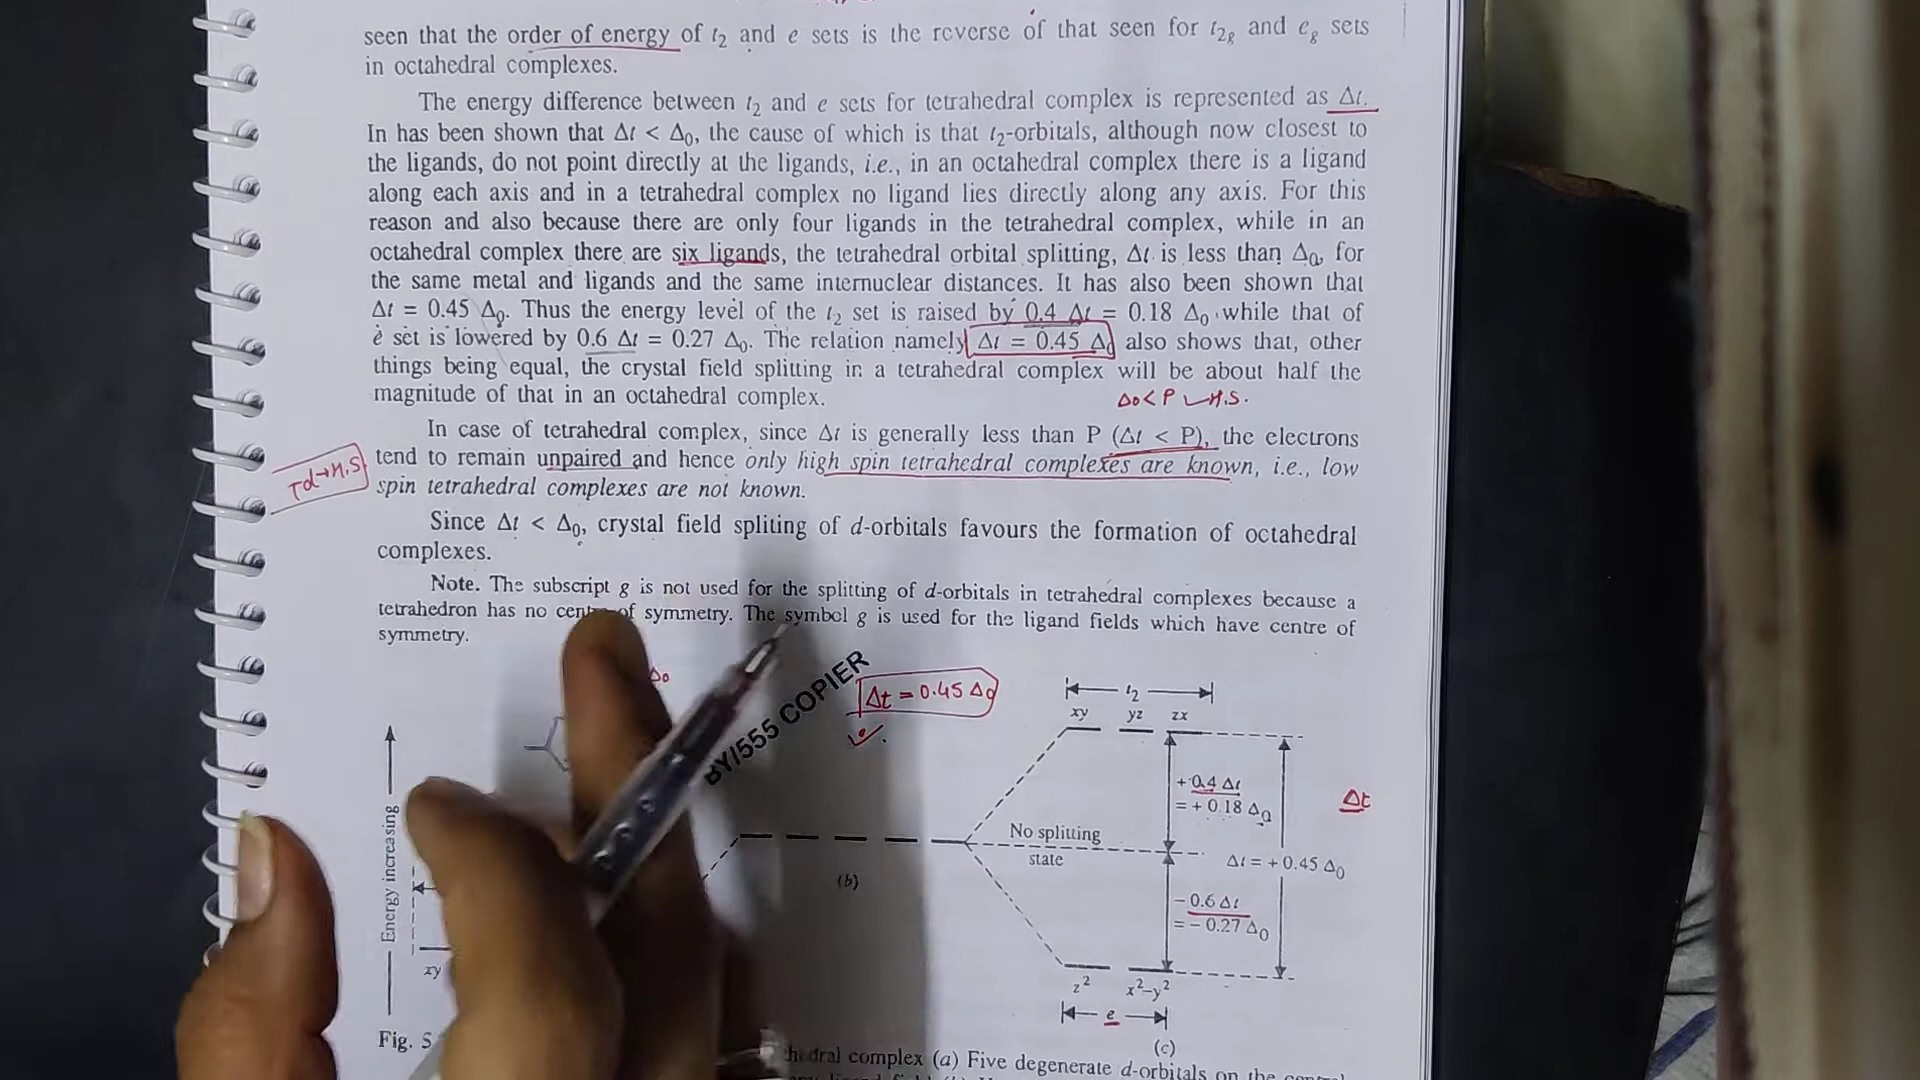 seen that the order of energy of t₂ and e sets is the reverse of that seen for t₂g and eg sets
in octahedral complexes.
The energy difference between t₂ and e sets for tetrahedral complex is represented as Δt.
In has been shown that Δt < Δ₀, the cause of which is that t₂-orbitals, although now closest to
the ligands, do not point directly at the ligands, i.e., in an octahedral complex there is a ligand
along each axis and in a tetrahedral complex no ligand lies directly along any axis. For this
reason and also because there are only four ligands in the tetrahedral complex, while in an
octahedral complex there are six ligands, the tetrahedral orbital splitting, Δt is less than Δ₀, for
the same metal and ligands and the same internuclear distances. It has also been shown that
Δt = 0.45 Δ₀. Thus the energy level of the t₂ set is raised by 0.4 Δt = 0.18 Δ₀ while that of
e set is lowered by 0.6 Δt = 0.27 Δ₀. The relation namely Δt = 0.45 Δ₀ also shows that, other
things being equal, the crystal field splitting in a tetrahedral complex will be about half the
magnitude of that in an octahedral complex.
Δo < P H.S.
In case of tetrahedral complex, since Δt is generally less than P (Δt < P), the electrons
tend to remain unpaired and hence only high spin tetrahedral complexes are known, i.e., low
Td→H.S
spin tetrahedral complexes are not known.
Since Δt < Δ₀, crystal field spliting of d-orbitals favours the formation of octahedral
complexes.
Note. The subscript g is not used for the splitting of d-orbitals in tetrahedral complexes because a
tetrahedron has no centre of symmetry. The symbol g is used for the ligand fields which have centre of
symmetry.
Δo
BY/555 COPIER
Δt = 0.45 Δo
t₂
xy yz zx
+0.4 Δt
= +0.18 Δ₀
Δt
No splitting
state
Δt = +0.45 Δ₀
Energy increasing
(b)
−0.6 Δt
= −0.27 Δ₀
xy
z² x²–y²
e
(c)
Fig. 5
hedral complex (a) Five degenerate d-orbitals on the central